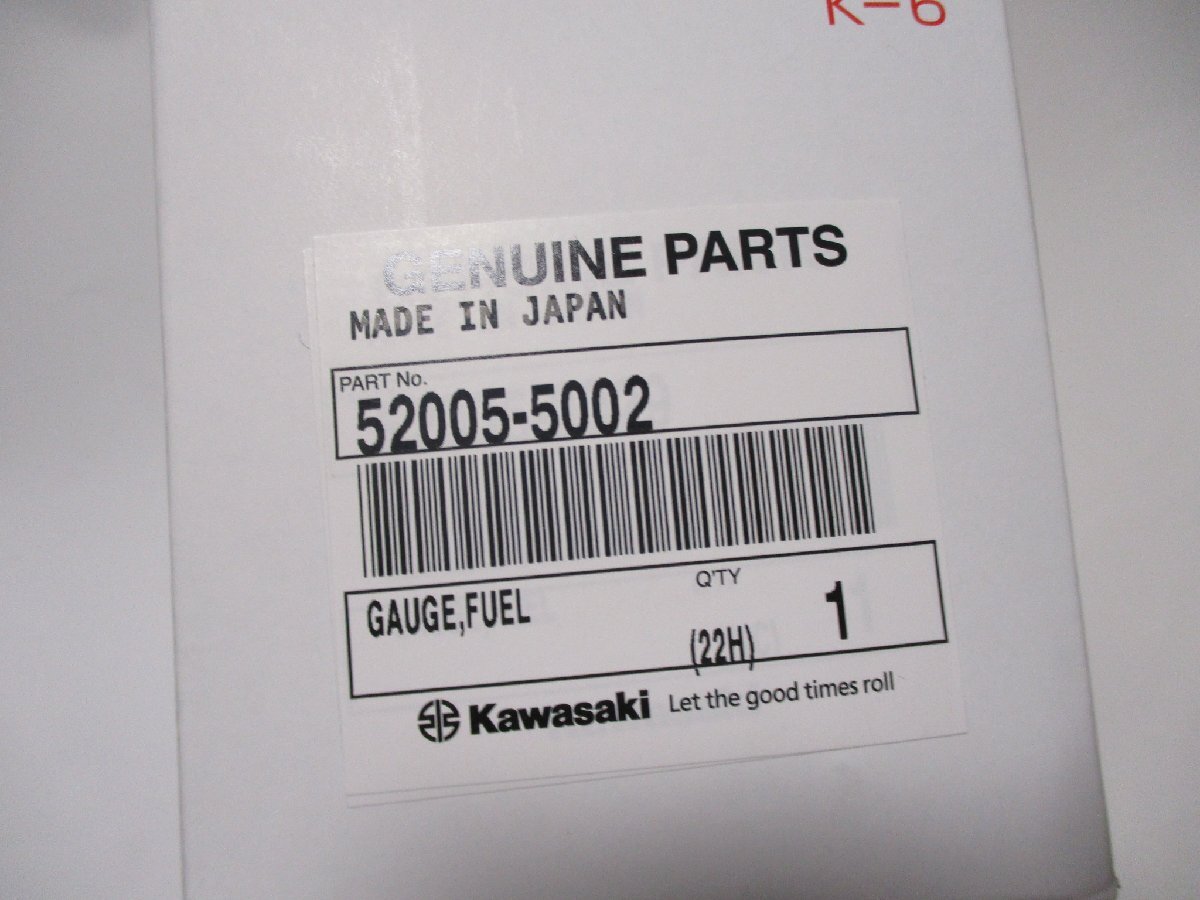 K-6
GENUINE PARTS
MADE IN JAPAN
PART No.
52005-5002
GAUGE,FUEL
Q'TY
(22H)
1
Kawasaki Let the good times roll